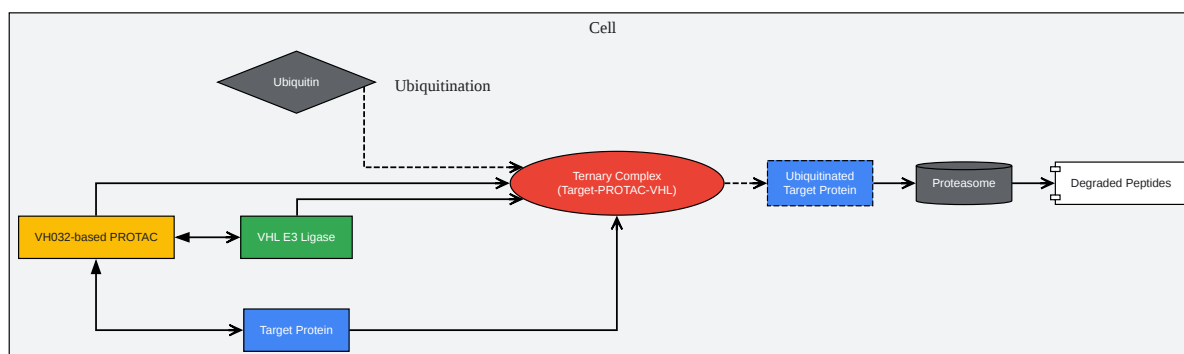 Cell
Ubiquitin
Ubiquitination
Ternary Complex
(Target-PROTAC-VHL)
Ubiquitinated
Target Protein
Proteasome
Degraded Peptides
VH032-based PROTAC
VHL E3 Ligase
Target Protein